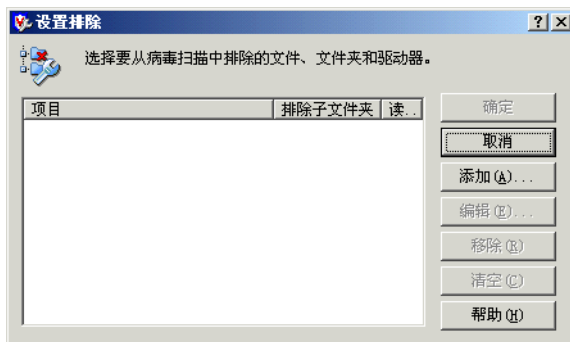 设置排除
选择要从病毒扫描中排除的文件、文件夹和驱动器。
项目 排除子文件夹 读..
确定
取消
添加(A)...
编辑(E)...
移除(R)
清空(C)
帮助(H)